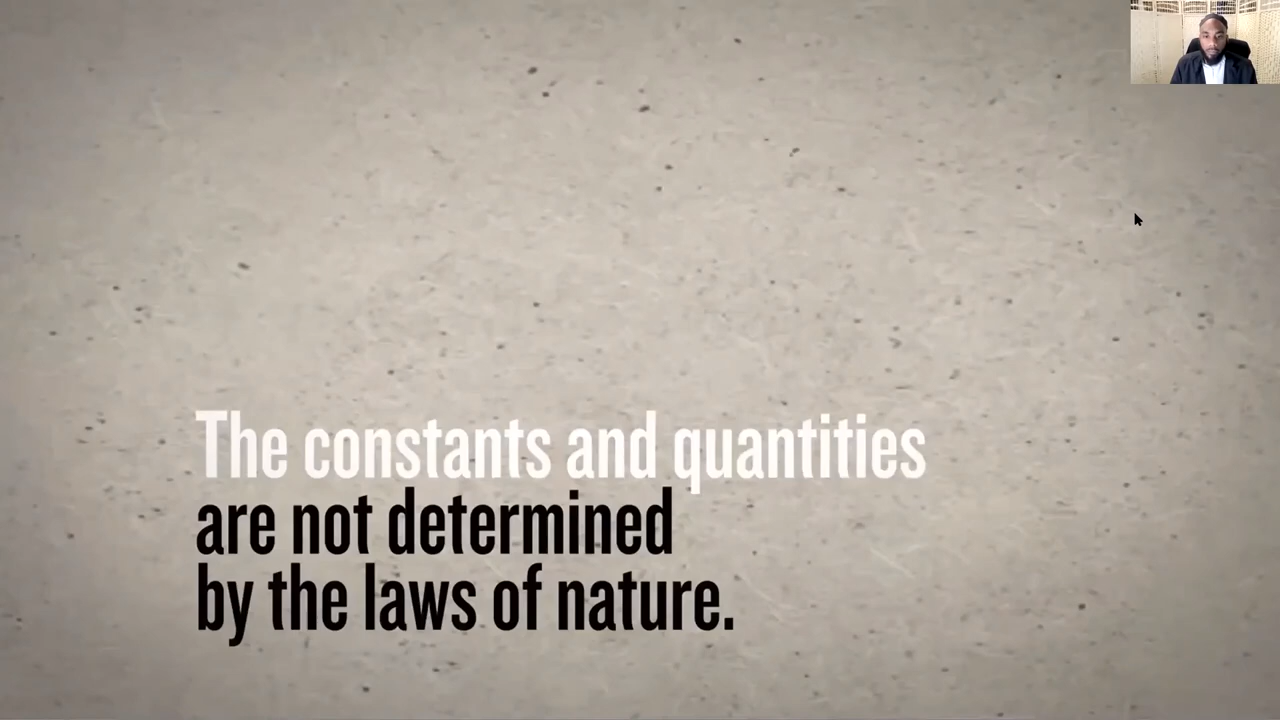 The constants and quantities
are not determined
by the laws of nature.